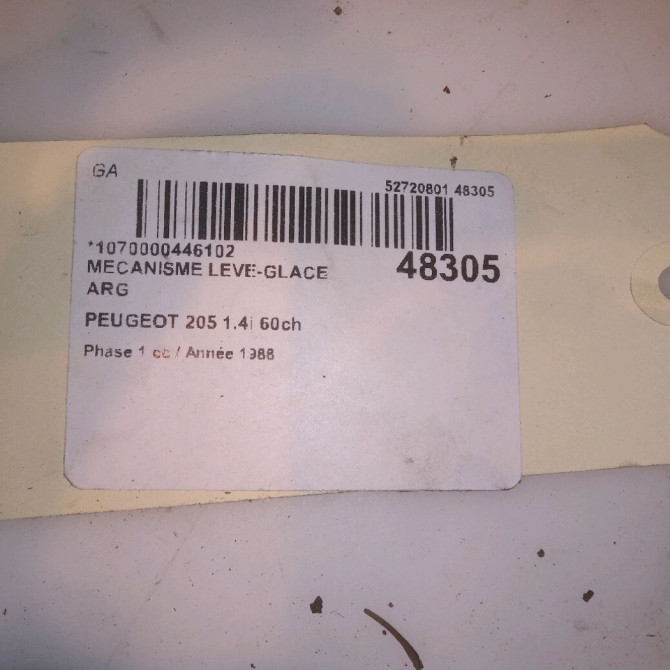 GA
52720801 48305
*1070000446102
48305
MECANISME LEVE-GLACE
ARG
PEUGEOT 205 1.4i 60ch
Phase 1 cc / Année 1988